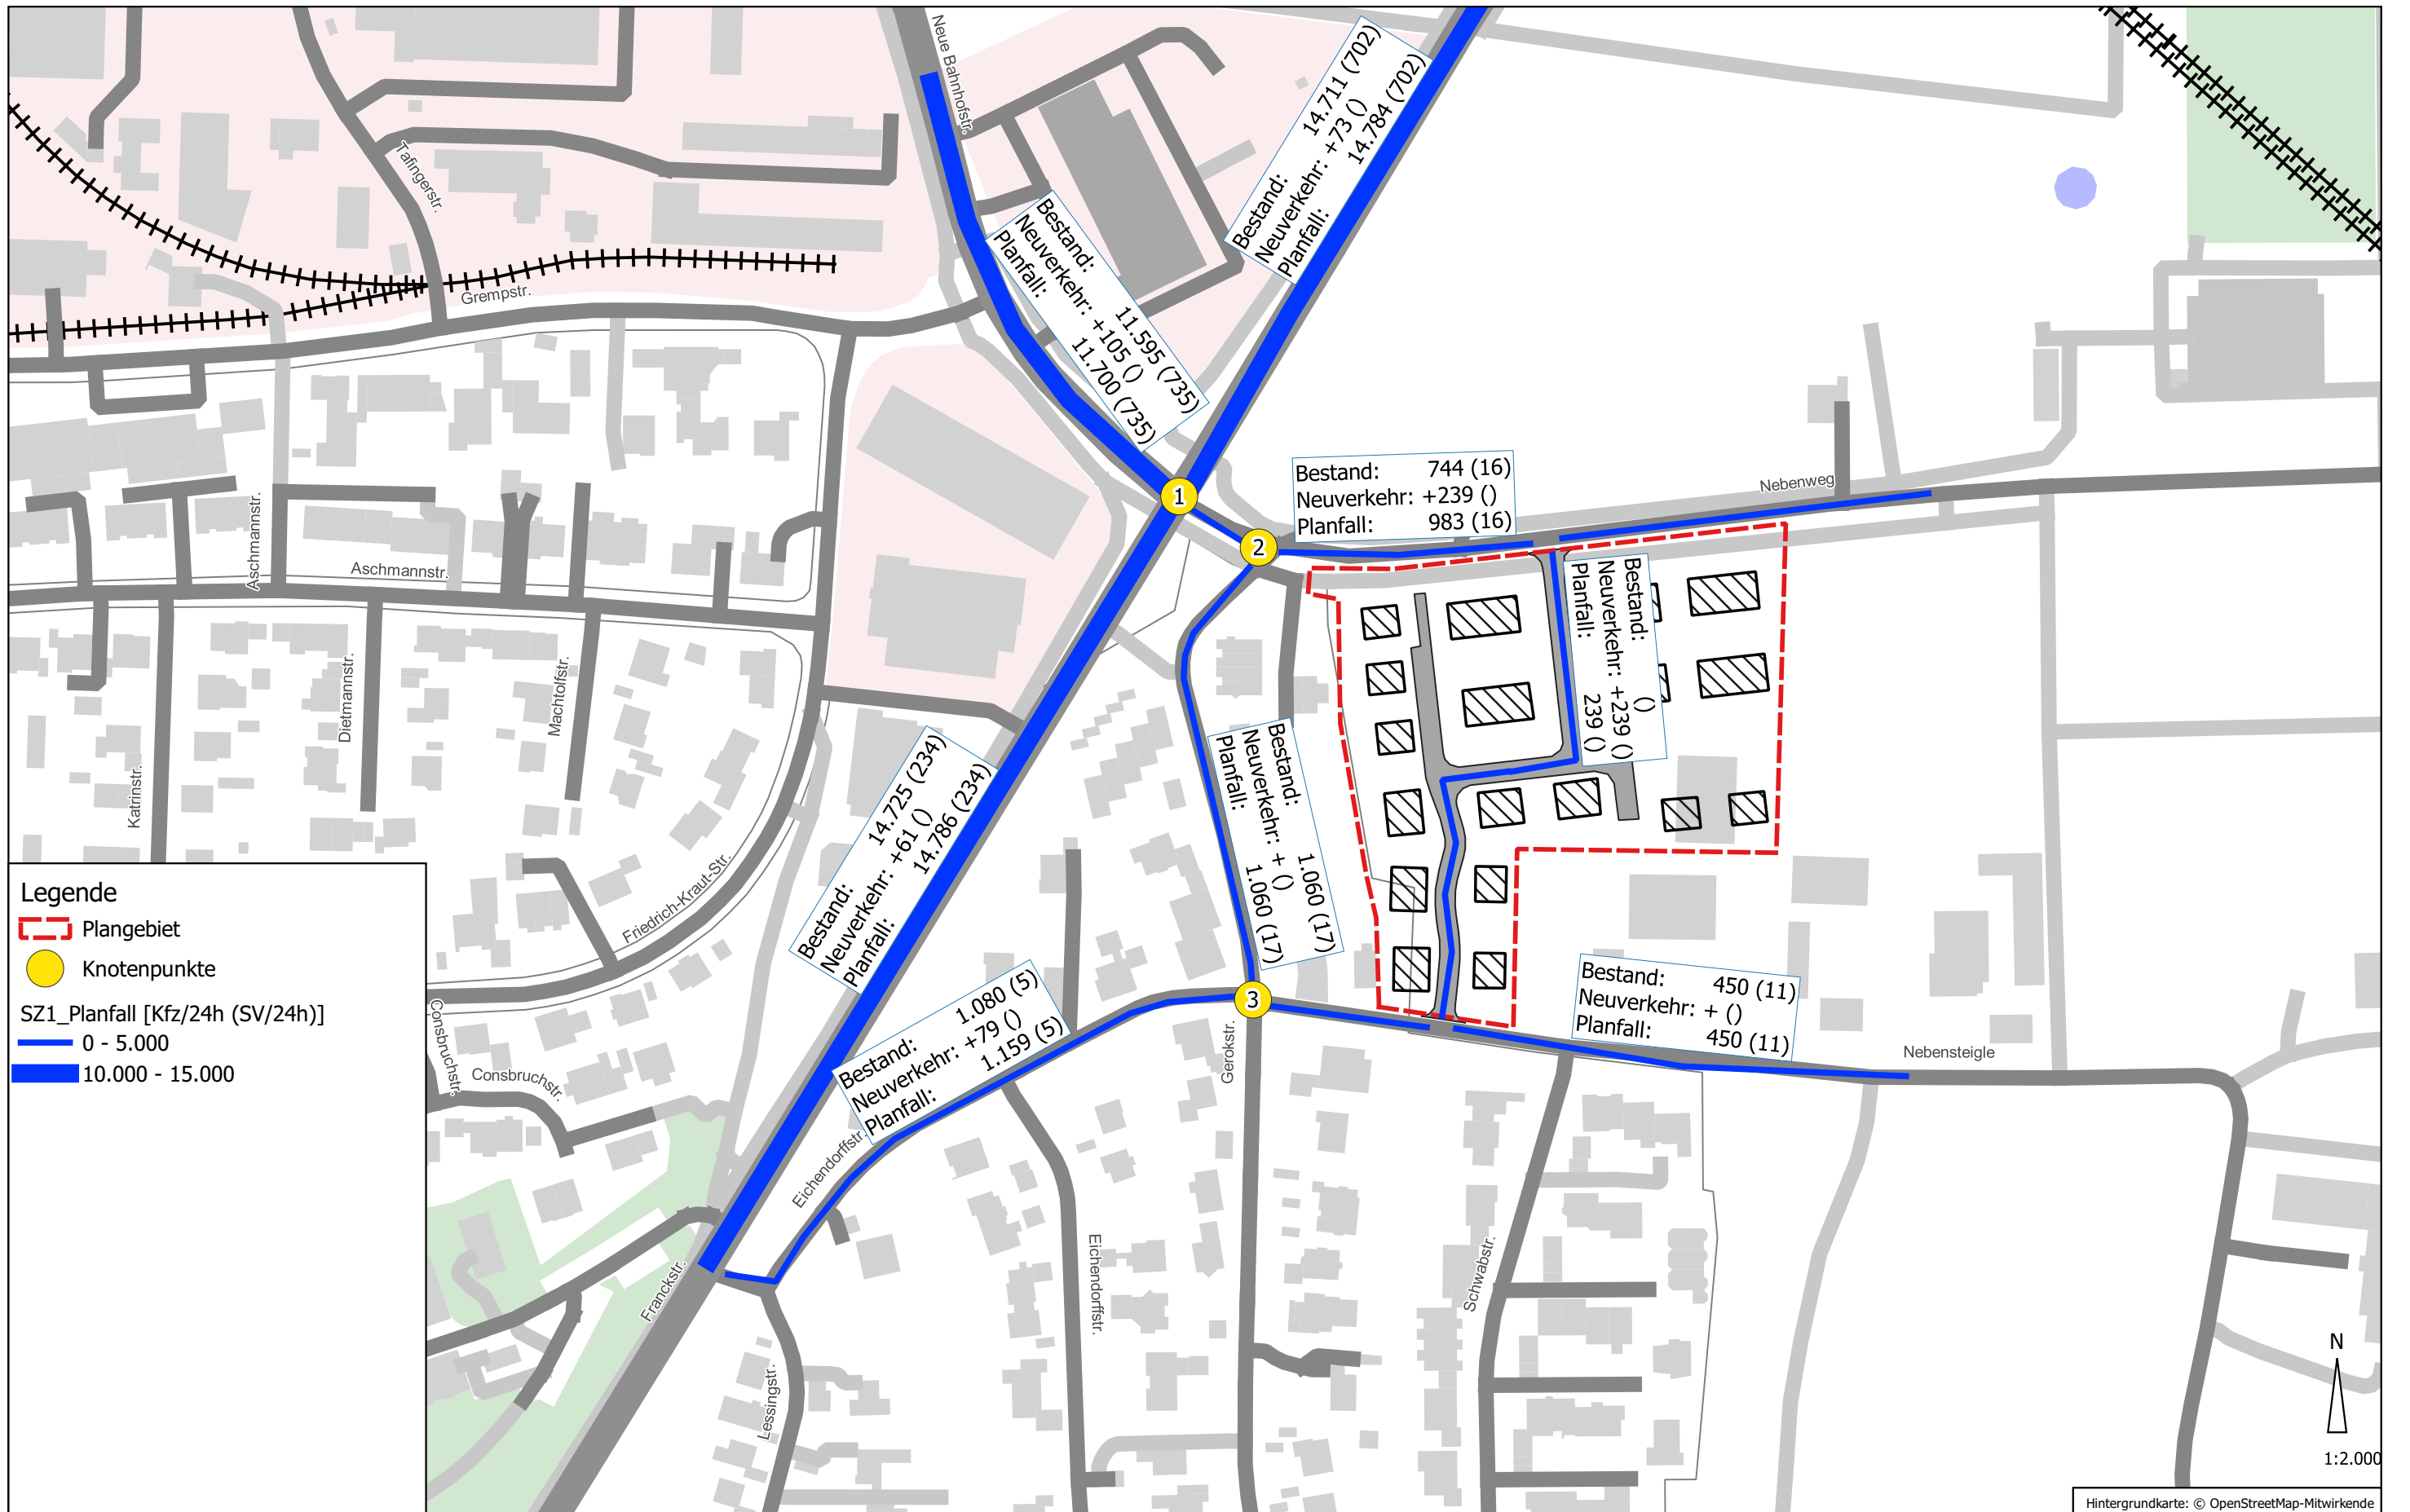 Neue Bahnhofstr.
Bestand: 14.711 (702)
Neuverkehr: +73 ()
Planfall: 14.784 (702)
Tafingerstr.
Bestand: 11.595 (735)
Neuverkehr: +105 ()
Planfall: 11.700 (735)
Grempstr.
1
2
Bestand: 744 (16)
Neuverkehr: +239 ()
Planfall: 983 (16)
Nebenweg
Aschmannstr.
Aschmannstr.
Bestand: ()
Neuverkehr: +239 ()
Planfall: 239 ()
Dietmannstr.
Machtolfstr.
Katrinstr.
Bestand: 14.725 (234)
Neuverkehr: +61 ()
Planfall: 14.786 (234)
Bestand: 1.060 (17)
Neuverkehr: + ()
Planfall: 1.060 (17)
Friedrich-Kraut-Str.
3
Bestand: 1.080 (5)
Neuverkehr: +79 ()
Planfall: 1.159 (5)
Bestand: 450 (11)
Neuverkehr: + ()
Planfall: 450 (11)
Nebensteigle
Gerokstr.
Consbruchstr.
Consbruchstr.
Eichendorffstr.
Eichendorffstr.
Schwabstr.
Franckstr.
Lessingstr.
Legende
Plangebiet
Knotenpunkte
SZ1_Planfall [Kfz/24h (SV/24h)]
0 - 5.000
10.000 - 15.000
N
1:2.000
Hintergrundkarte: © OpenStreetMap-Mitwirkende